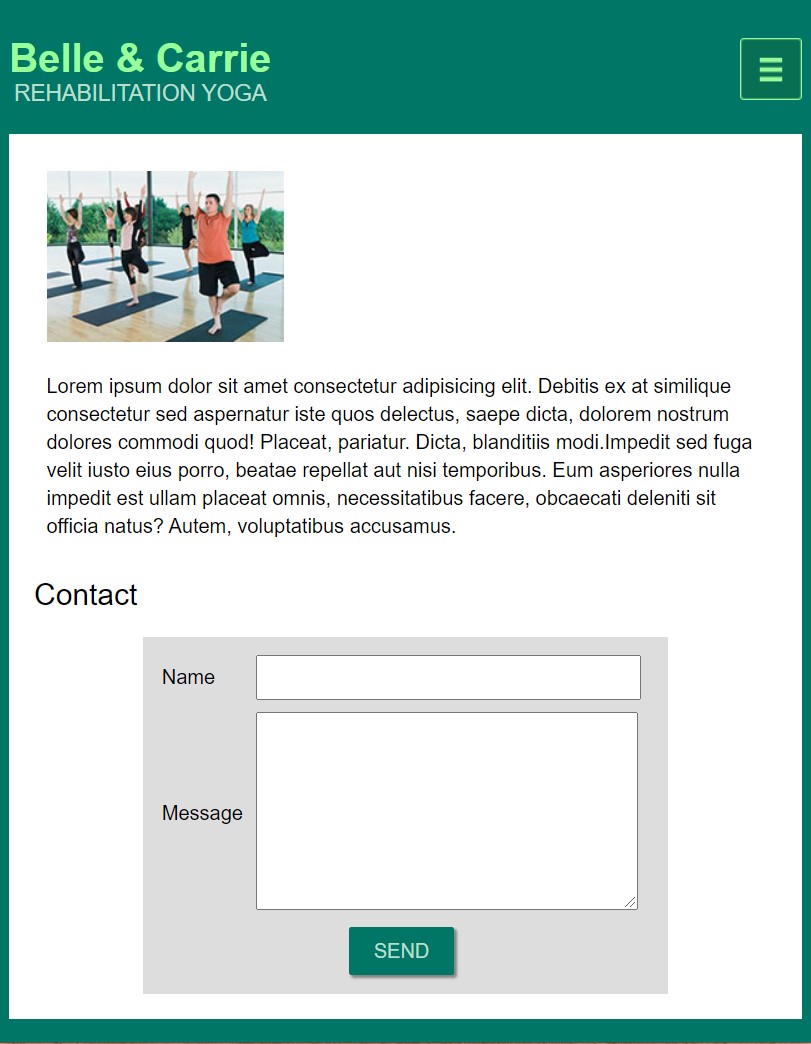 Belle & Carrie
REHABILITATION YOGA
Lorem ipsum dolor sit amet consectetur adipisicing elit. Debitis ex at similique
consectetur sed aspernatur iste quos delectus, saepe dicta, dolorem nostrum
dolores commodi quod! Placeat, pariatur. Dicta, blanditiis modi.Impedit sed fuga
velit iusto eius porro, beatae repellat aut nisi temporibus. Eum asperiores nulla
impedit est ullam placeat omnis, necessitatibus facere, obcaecati deleniti sit
officia natus? Autem, voluptatibus accusamus.
Contact
Name
Message
SEND